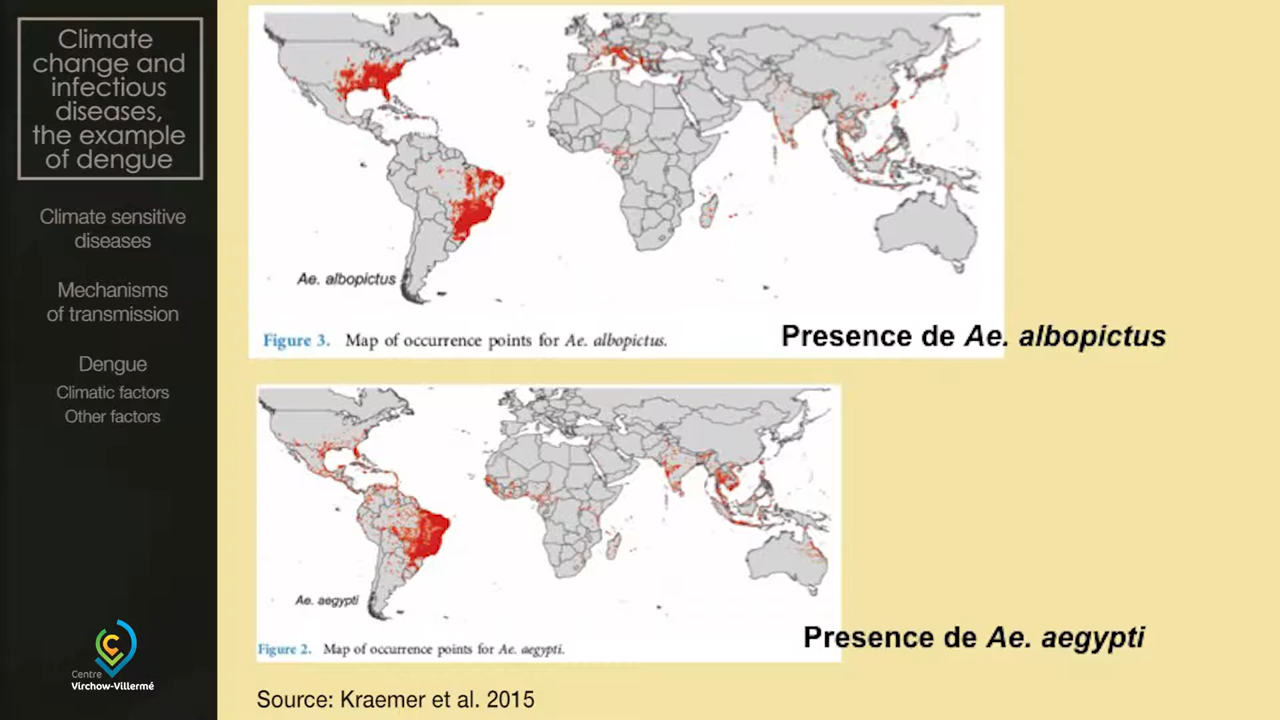 Climate
change and
infectious
diseases,
the example
of dengue
Climate sensitive
diseases
Mechanisms
of transmission
Dengue
Climatic factors
Other factors
Centre
Virchow-Villermé
Ae. albopictus
Figure 3. Map of occurrence points for Ae. albopictus.
Presence de Ae. albopictus
Ae. aegypti
Figure 2. Map of occurrence points for Ae. aegypti.
Presence de Ae. aegypti
Source: Kraemer et al. 2015